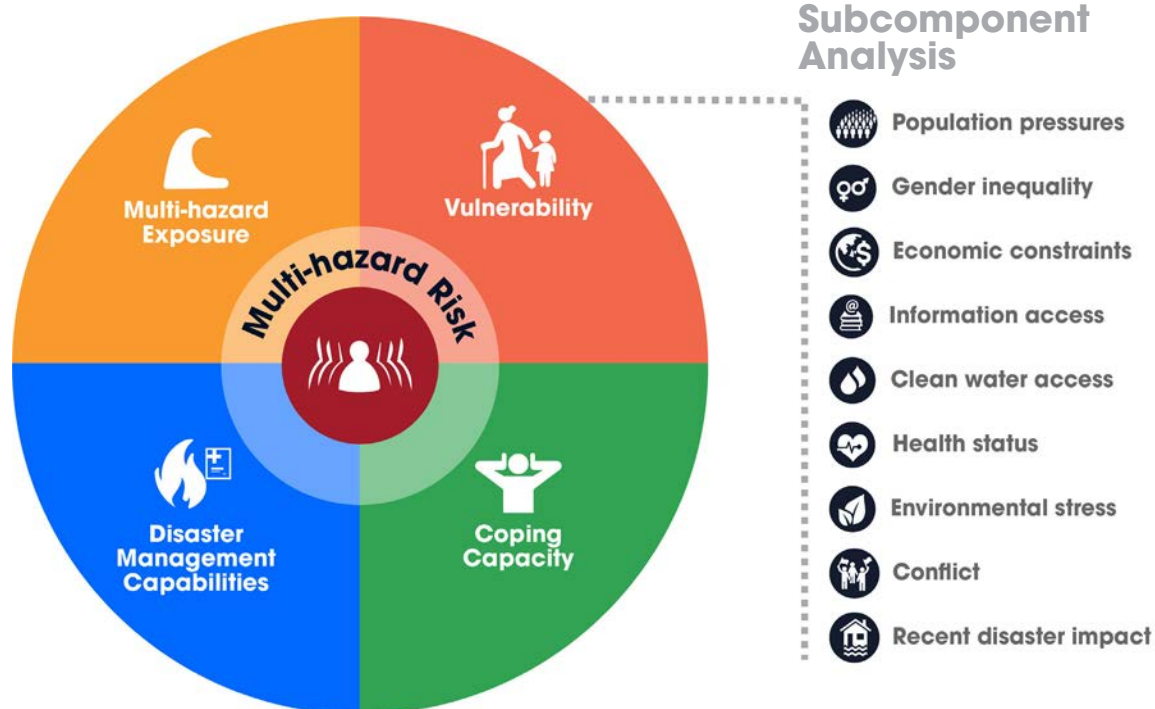 Subcomponent
Analysis
Multi-hazard
Exposure
Vulnerability
Multi-hazard Risk
Disaster
Management
Capabilities
Coping
Capacity
Population pressures
Gender inequality
Economic constraints
Information access
Clean water access
Health status
Environmental stress
Conflict
Recent disaster impact